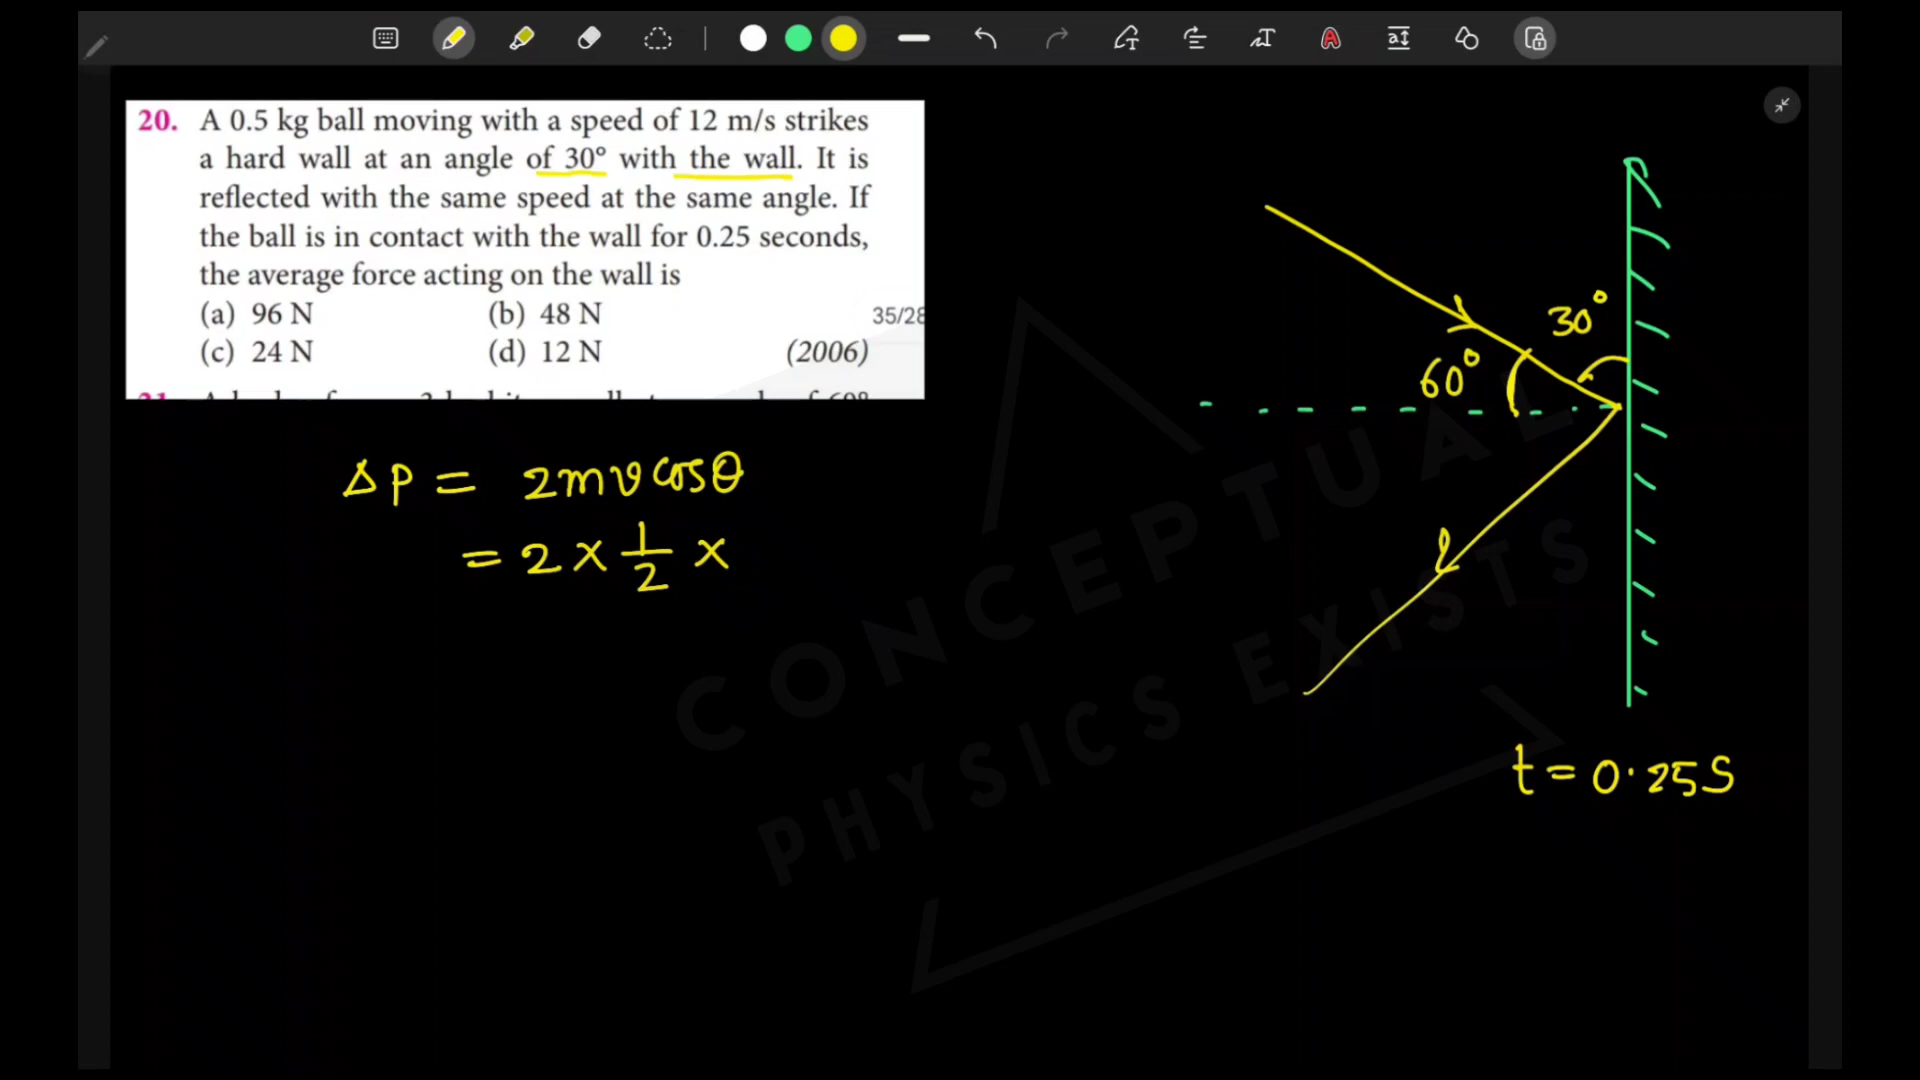 20. A 0.5 kg ball moving with a speed of 12 m/s strikes
a hard wall at an angle of 30° with the wall. It is
reflected with the same speed at the same angle. If
the ball is in contact with the wall for 0.25 seconds,
the average force acting on the wall is
(a) 96 N (b) 48 N 35/28
(c) 24 N (d) 12 N (2006)
Δp = 2mv cosθ
= 2 × 1/2 ×
30°
60°
t = 0.25S
CONCEPTUAL
PHYSICS EXISTS